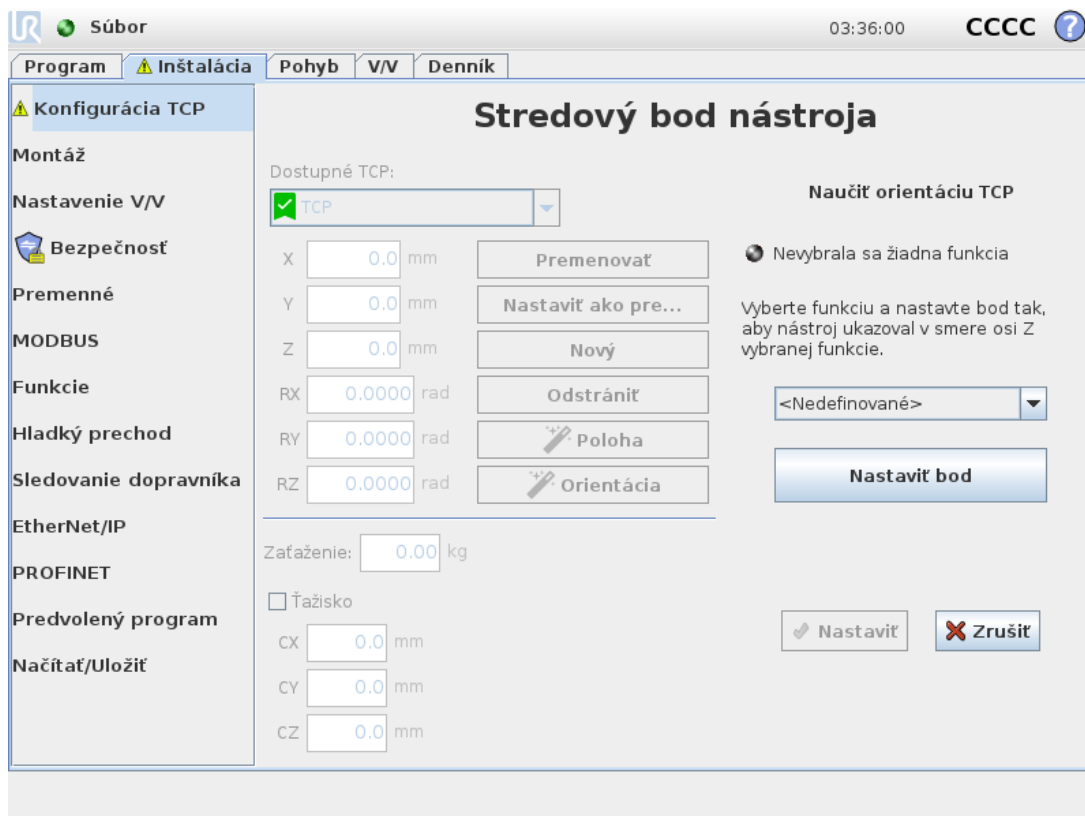 Súbor
03:36:00
CCCC
?
Program
Inštalácia
Pohyb
V/V
Denník
Konfigurácia TCP
Montáž
Nastavenie V/V
Bezpečnosť
Premenné
MODBUS
Funkcie
Hladký prechod
Sledovanie dopravníka
EtherNet/IP
PROFINET
Predvolený program
Načítať/Uložiť
Stredový bod nástroja
Dostupné TCP:
TCP
X 0.0 mm
Y 0.0 mm
Z 0.0 mm
RX 0.0000 rad
RY 0.0000 rad
RZ 0.0000 rad
Premenovať
Nastaviť ako pre...
Nový
Odstrániť
Poloha
Orientácia
Zaťaženie: 0.00 kg
Ťažisko
CX 0.0 mm
CY 0.0 mm
CZ 0.0 mm
Naučiť orientáciu TCP
Nevybrala sa žiadna funkcia
Vyberte funkciu a nastavte bod tak,
aby nástroj ukazoval v smere osi Z
vybranej funkcie.
<Nedefinované>
Nastaviť bod
Nastaviť
Zrušiť